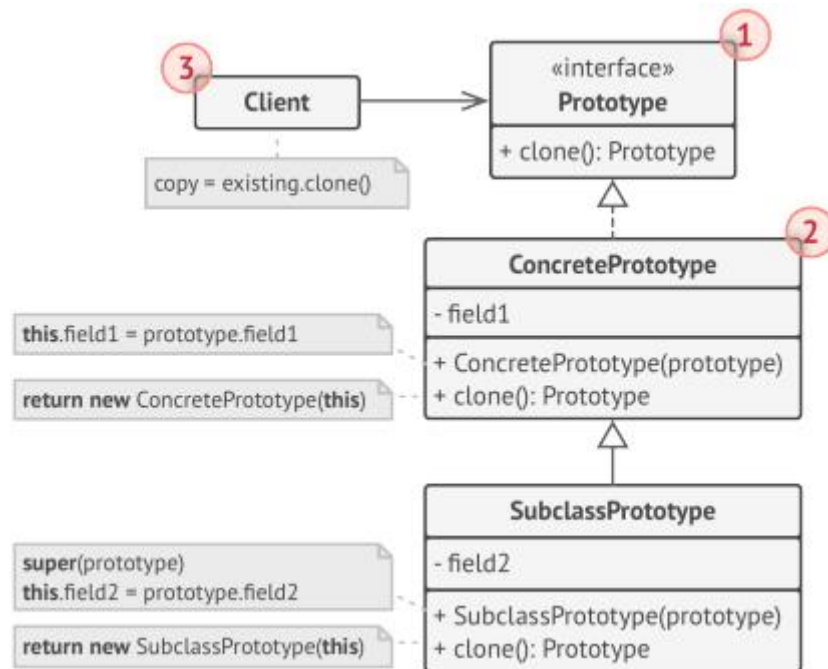 1
3
«interface»
Prototype
+ clone(): Prototype
Client
copy = existing.clone()
2
ConcretePrototype
- field1
+ ConcretePrototype(prototype)
+ clone(): Prototype
this.field1 = prototype.field1
return new ConcretePrototype(this)
SubclassPrototype
- field2
+ SubclassPrototype(prototype)
+ clone(): Prototype
super(prototype)
this.field2 = prototype.field2
return new SubclassPrototype(this)